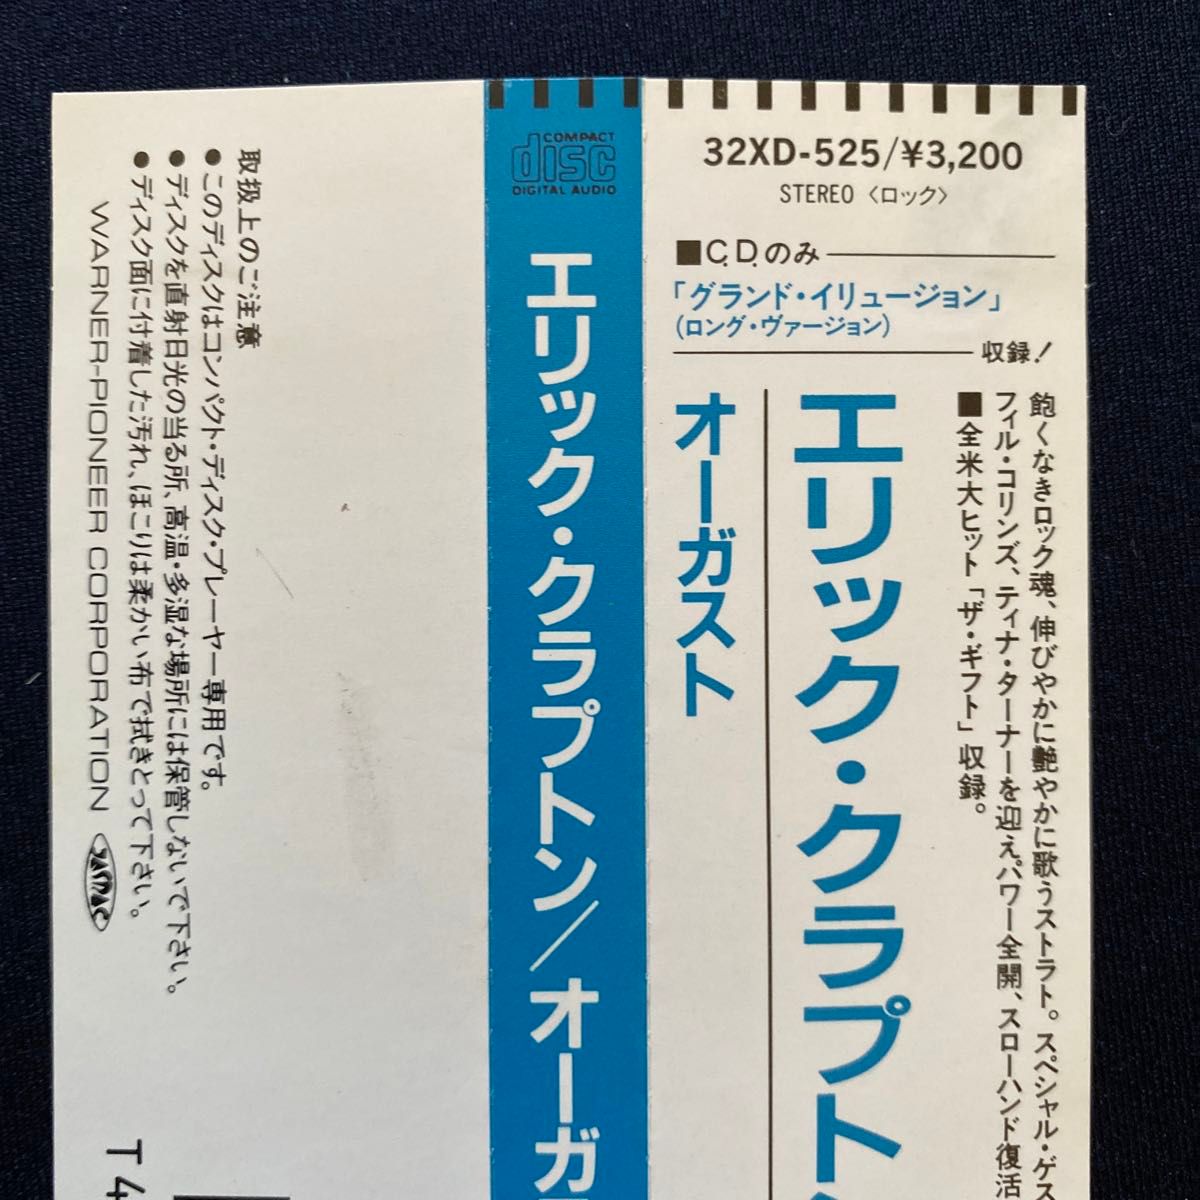 32XD-525/¥3,200
STEREO〈ロック〉
■C.D.のみ
「グランド・イリュージョン」
(ロング・ヴァージョン)
収録!
飽くなきロック魂、伸びやかに艶やかに歌うストラト。スペシャル・ゲス
フィル・コリンズ、ティナ・ターナーを迎え、パワー全開、スローハンド復活
■全米大ヒット「ザ・ギフト」収録。
エリック・クラプト
オーガスト
COMPACT
disc
DIGITAL AUDIO
エリック・クラプトン/オーガ
取扱上のご注意
●このディスクはコンパクト・ディスク・プレーヤー専用です。
●ディスクを直射日光の当る所、高温・多湿な場所には保管しないで下さい。
●ディスク面に付着した汚れ、ほこりは柔かい布で拭きとって下さい。
WARNER-PIONEER CORPORATION
T4